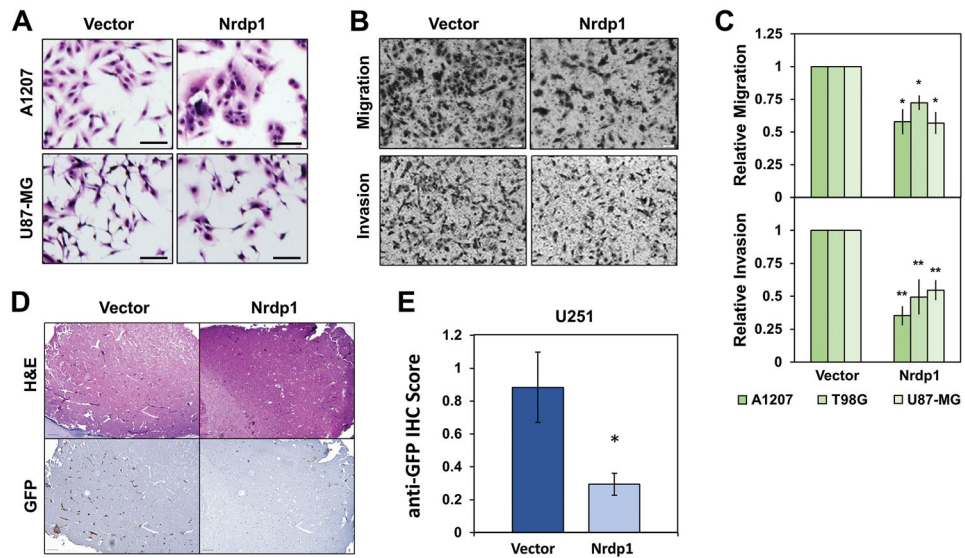 A
Vector
Nrdp1
A1207
U87-MG
B
Vector
Nrdp1
Migration
Invasion
C
Relative Migration
1.25
1
0.75
0.5
0.25
0
* * *
Relative Invasion
1
0.75
0.5
0.25
0
** ** **
Vector
Nrdp1
A1207 T98G U87-MG
D
Vector
Nrdp1
H&E
GFP
E
U251
anti-GFP IHC Score
1.2
1
0.8
0.6
0.4
0.2
0
*
Vector
Nrdp1